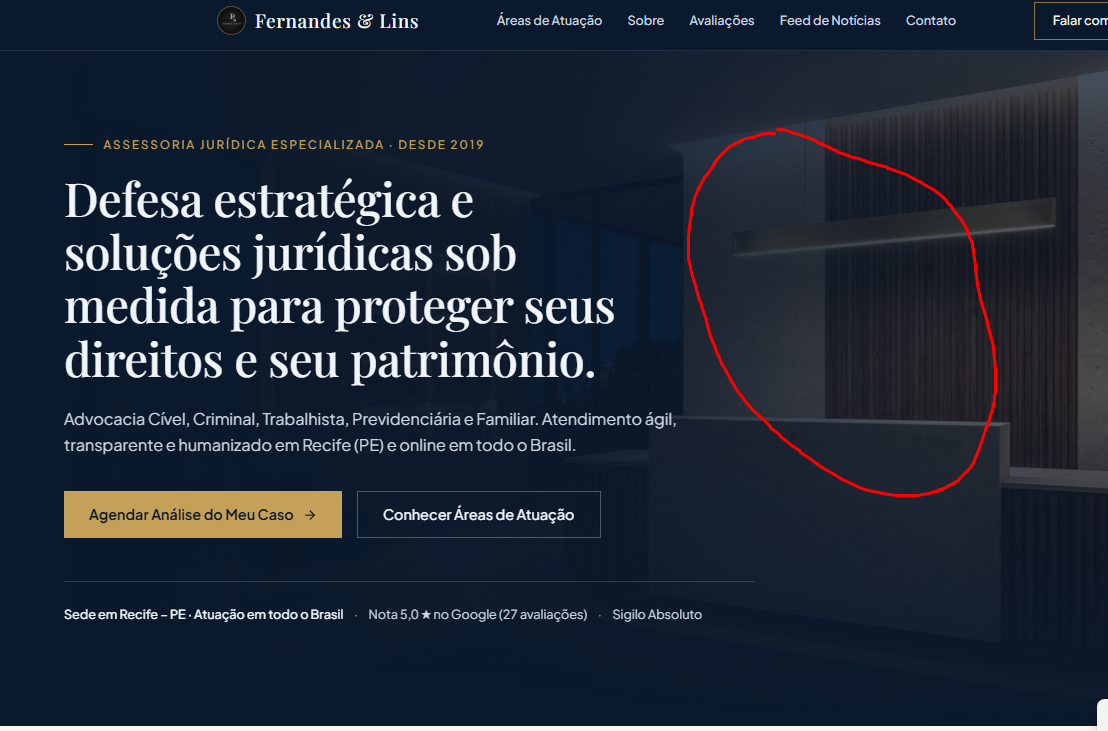 Fernandes & Lins
Áreas de Atuação
Sobre
Avaliações
Feed de Notícias
Contato
Falar com
ASSESSORIA JURÍDICA ESPECIALIZADA · DESDE 2019
Defesa estratégica e
soluções jurídicas sob
medida para proteger seus
direitos e seu patrimônio.
Advocacia Cível, Criminal, Trabalhista, Previdenciária e Familiar. Atendimento ágil,
transparente e humanizado em Recife (PE) e online em todo o Brasil.
Agendar Análise do Meu Caso →
Conhecer Áreas de Atuação
Sede em Recife – PE · Atuação em todo o Brasil · Nota 5,0 ★ no Google (27 avaliações) · Sigilo Absoluto